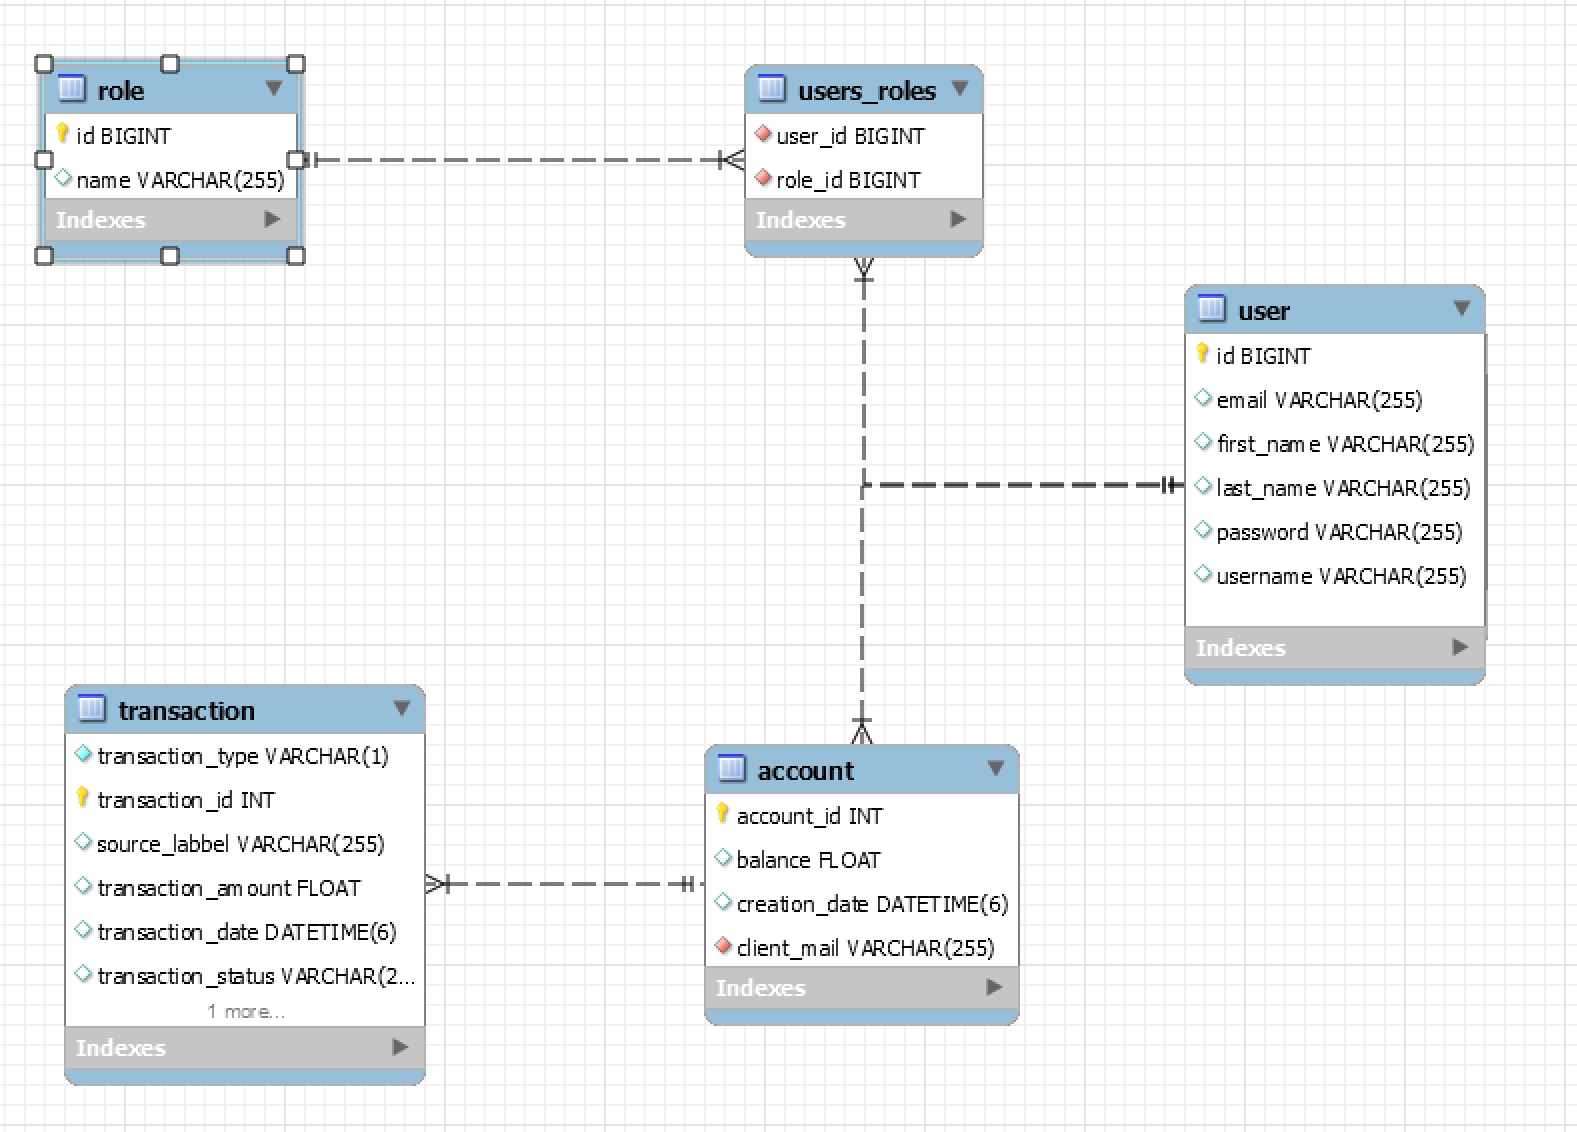 role
id BIGINT
name VARCHAR(255)
Indexes
users_roles
user_id BIGINT
role_id BIGINT
Indexes
user
id BIGINT
email VARCHAR(255)
first_name VARCHAR(255)
last_name VARCHAR(255)
password VARCHAR(255)
username VARCHAR(255)
Indexes
transaction
transaction_type VARCHAR(1)
transaction_id INT
source_labbel VARCHAR(255)
transaction_amount FLOAT
transaction_date DATETIME(6)
transaction_status VARCHAR(2...
1 more...
Indexes
account
account_id INT
balance FLOAT
creation_date DATETIME(6)
client_mail VARCHAR(255)
Indexes